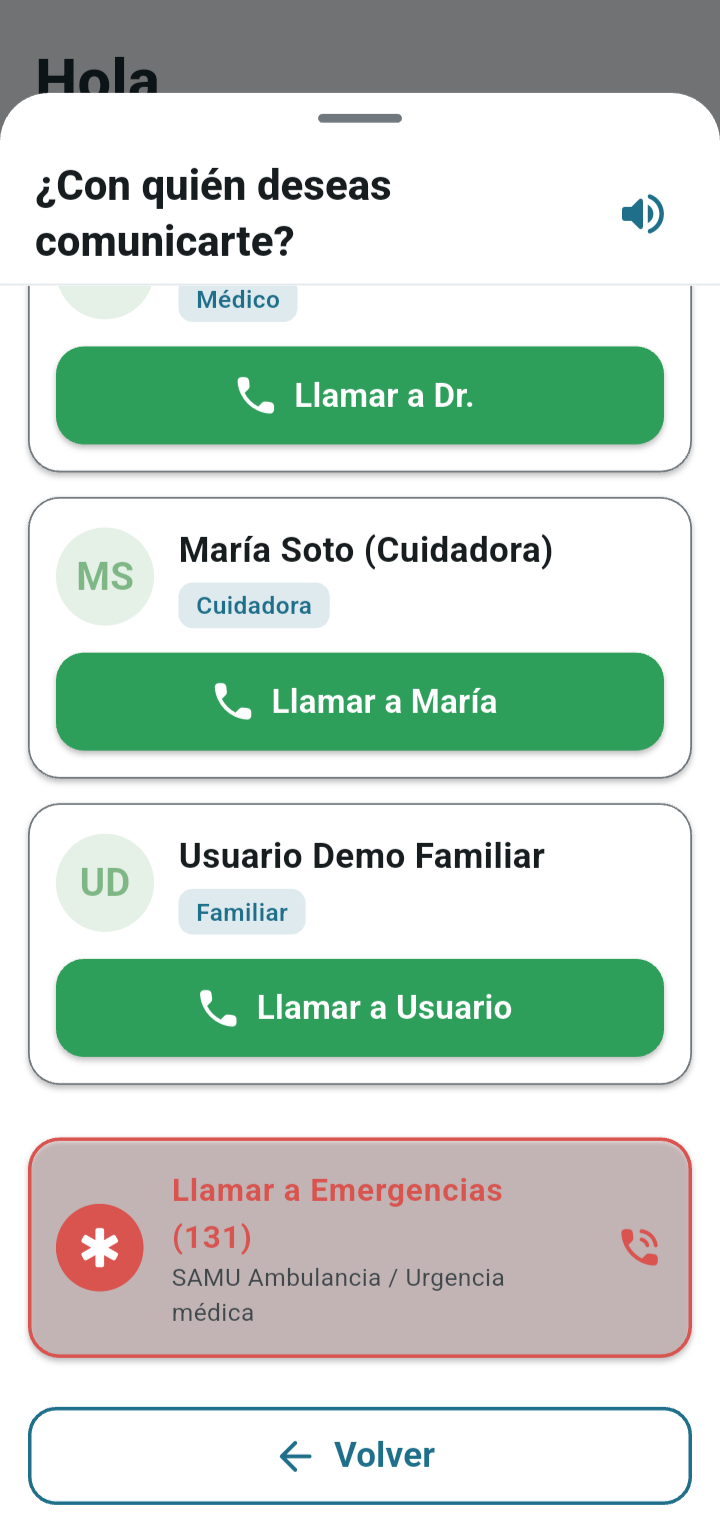 Hola
¿Con quién deseas
comunicarte?
Médico
Llamar a Dr.
MS
María Soto (Cuidadora)
Cuidadora
Llamar a María
UD
Usuario Demo Familiar
Familiar
Llamar a Usuario
Llamar a Emergencias
(131)
SAMU Ambulancia / Urgencia
médica
Volver